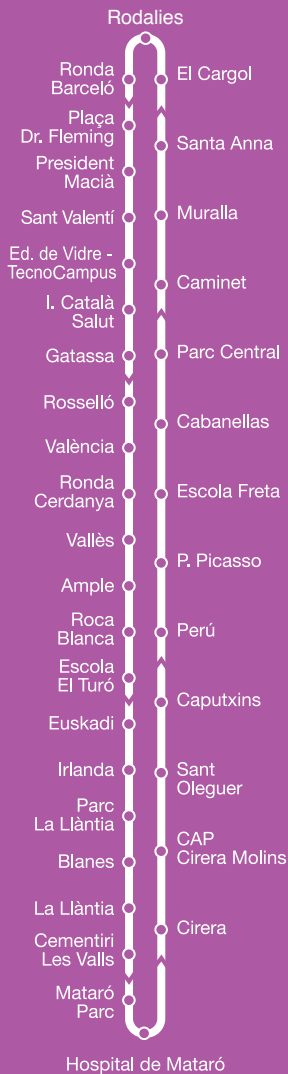 Rodalies
Ronda
Barceló
Plaça
Dr. Fleming
President
Macià
Sant Valentí
Ed. de Vidre -
TecnoCampus
I. Català
Salut
Gatassa
Rosselló
València
Ronda
Cerdanya
Vallès
Ample
Roca
Blanca
Escola
El Turó
Euskadi
Irlanda
Parc
La Llàntia
Blanes
La Llàntia
Cementiri
Les Valls
Mataró
Parc
El Cargol
Santa Anna
Muralla
Caminet
Parc Central
Cabanellas
Escola Freta
P. Picasso
Perú
Caputxins
Sant
Oleguer
CAP
Cirera Molins
Cirera
Hospital de Mataró